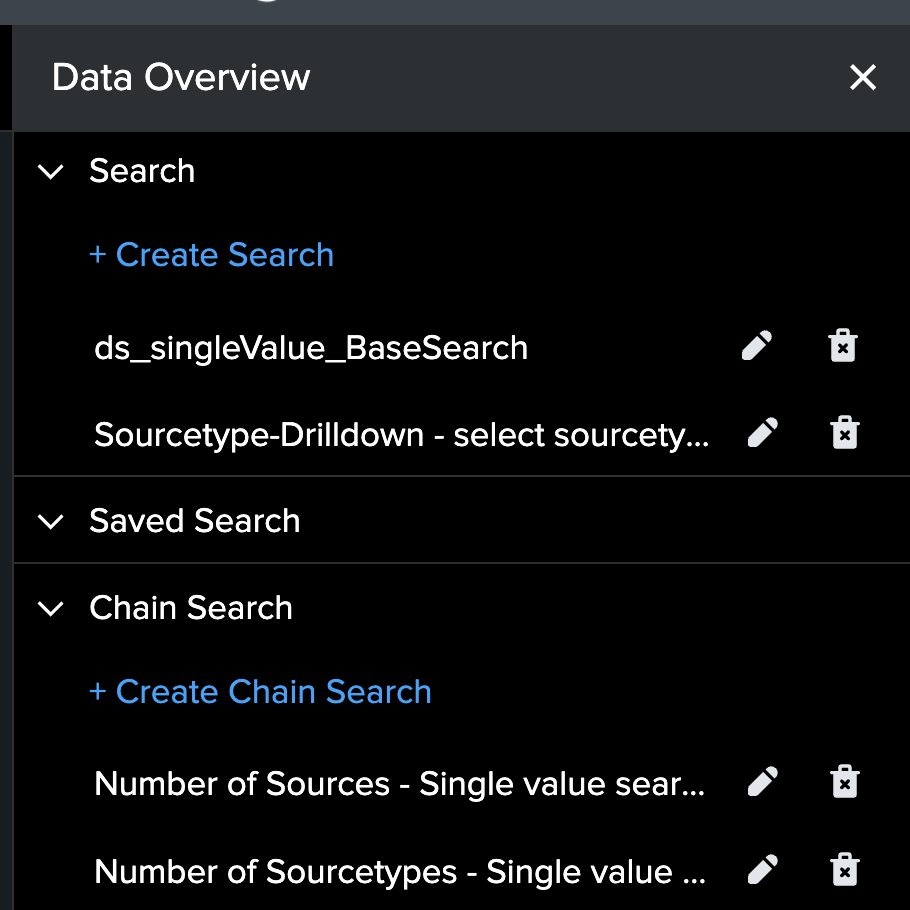 Data Overview
Search
+ Create Search
ds_singleValue_BaseSearch
Sourcetype-Drilldown - select sourcety...
Saved Search
Chain Search
+ Create Chain Search
Number of Sources - Single value sear...
Number of Sourcetypes - Single value ...